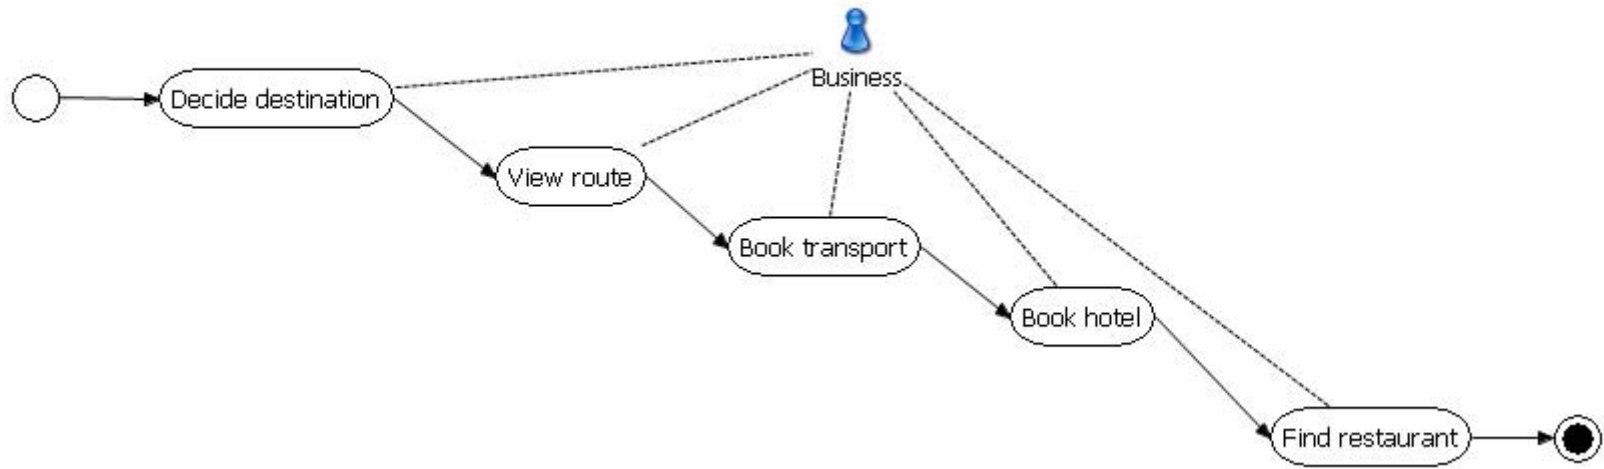 Business
Decide destination
View route
Book transport
Book hotel
Find restaurant